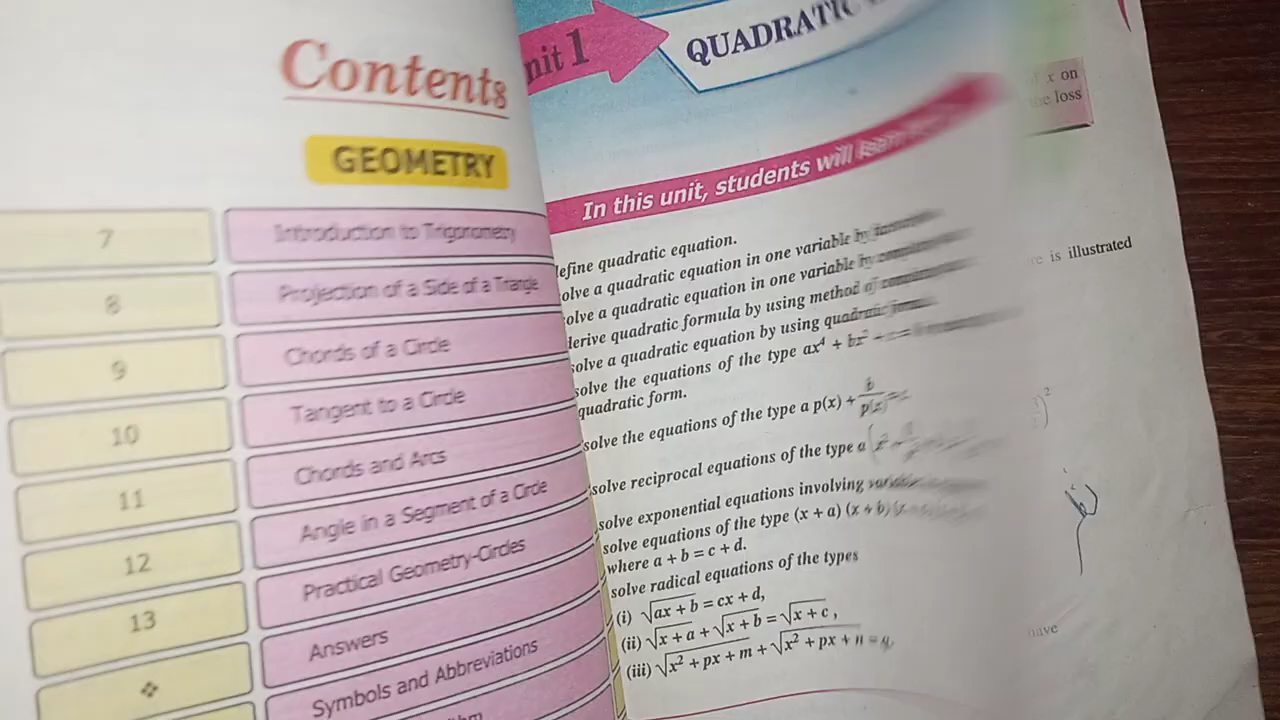 Contents
GEOMETRY
7 Introduction to Trigonometry
8 Projection of a Side of a Triangle
9 Chords of a Circle
10 Tangent to a Circle
11 Chords and Arcs
12 Angle in a Segment of a Circle
13 Practical Geometry-Circles
❖ Answers
Symbols and Abbreviations
nit 1
QUADRATIC
In this unit, students will learn
efine quadratic equation.
olve a quadratic equation in one variable by
olve a quadratic equation in one variable by
derive quadratic formula by using method of
solve a quadratic equation by using quadratic
solve the equations of the type ax⁴ + bx²
quadratic form.
solve the equations of the type a p(x) + b/p(x) =
solve reciprocal equations of the type a
solve exponential equations involving
solve equations of the type (x + a) (x + b) (x
where a + b = c + d.
solve radical equations of the types
(i) √(ax + b) = cx + d,
(ii) √(x + a) + √(x + b) = √(x + c) ,
(iii) √(x² + px + m) + √(x² + px + n) =
x on
loss
is illustrated